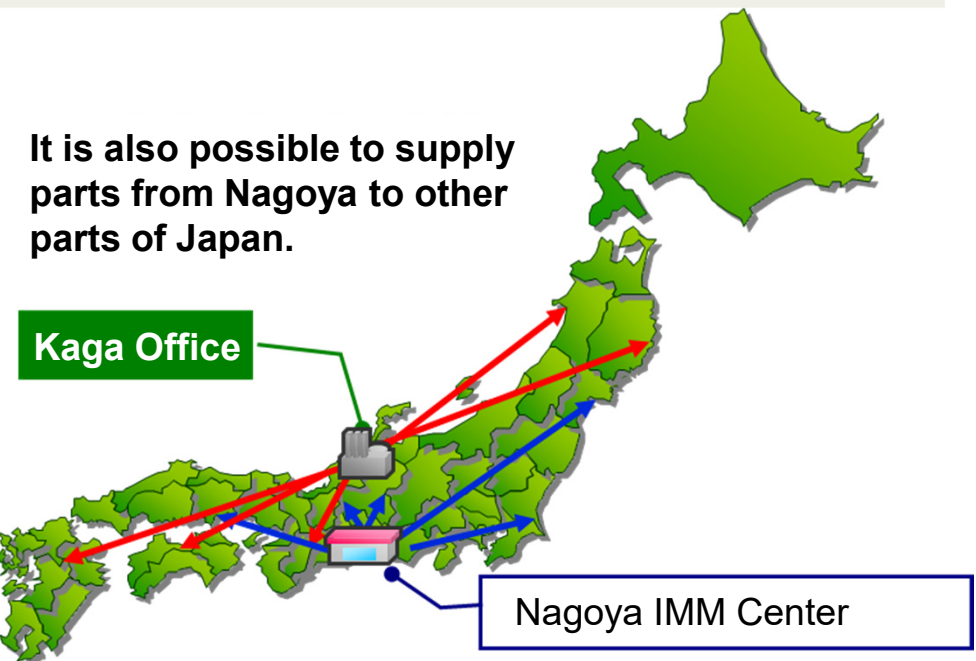 It is also possible to supply
parts from Nagoya to other
parts of Japan.
Kaga Office
Nagoya IMM Center